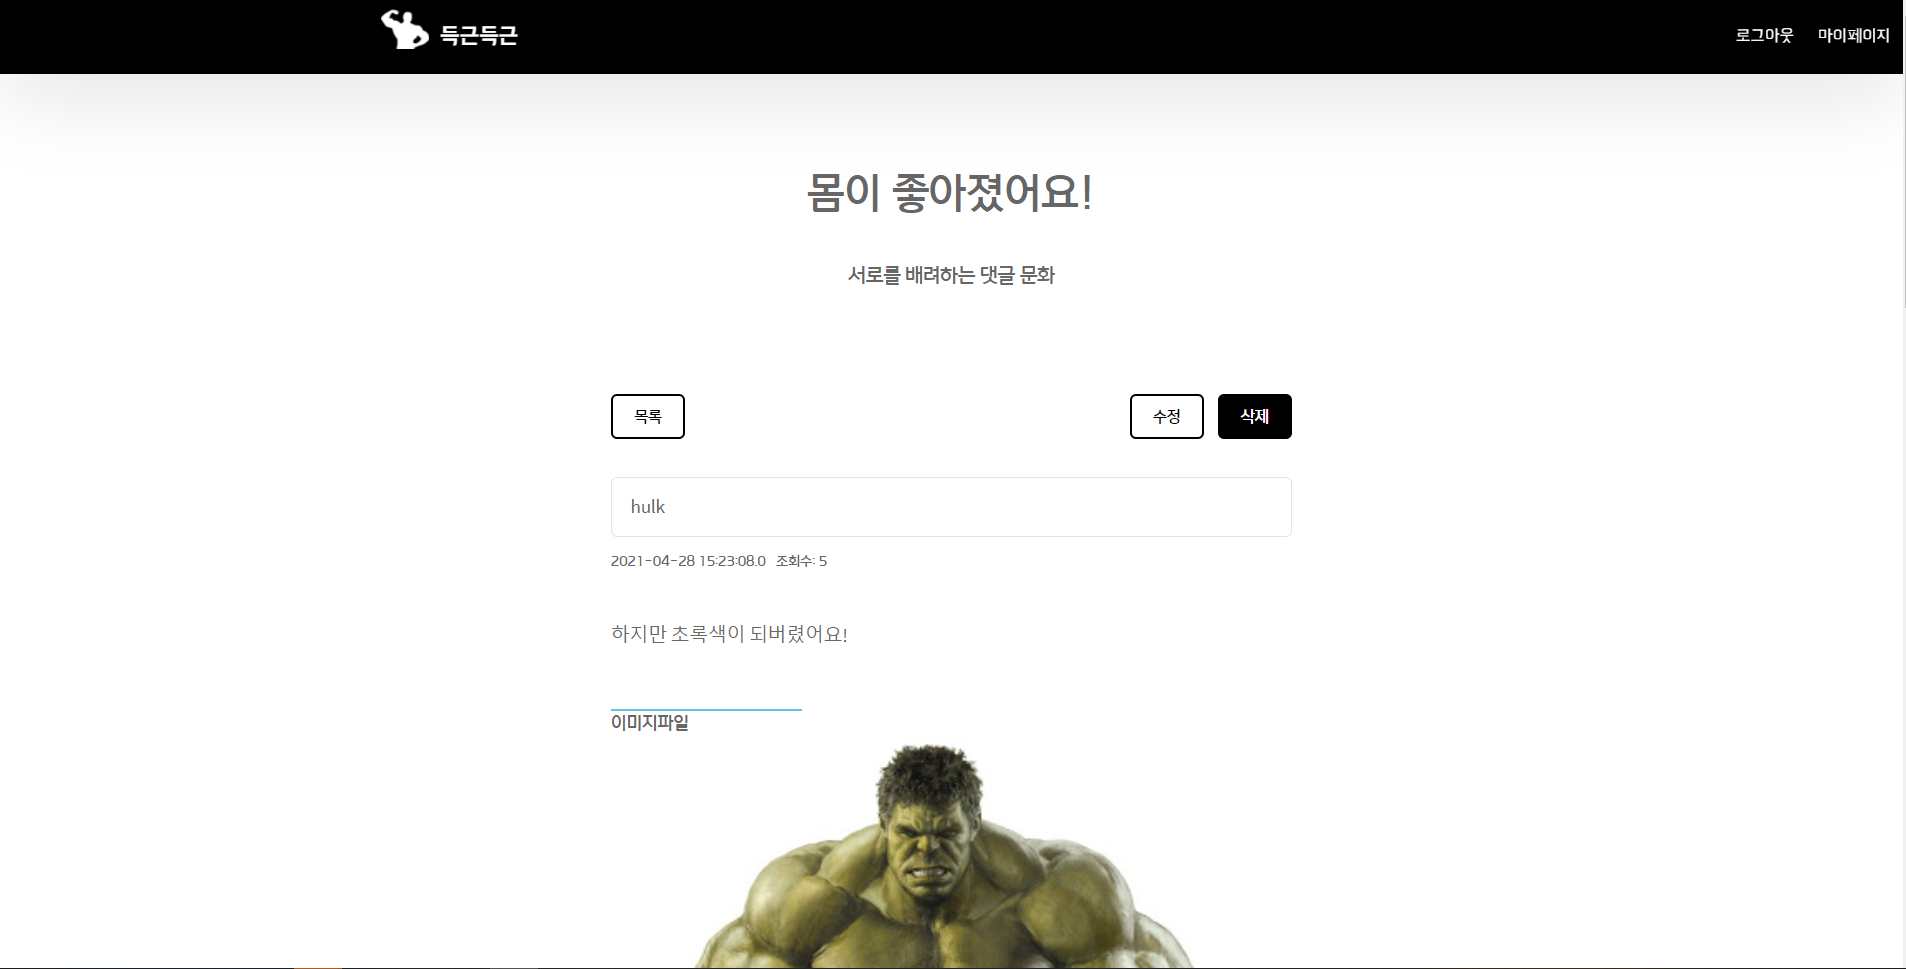 득근득근
로그아웃 마이페이지
몸이 좋아졌어요!
서로를 배려하는 댓글 문화
목록 수정 삭제
hulk
2021-04-28 15:23:08.0 조회수: 5
하지만 초록색이 되버렸어요!
이미지파일